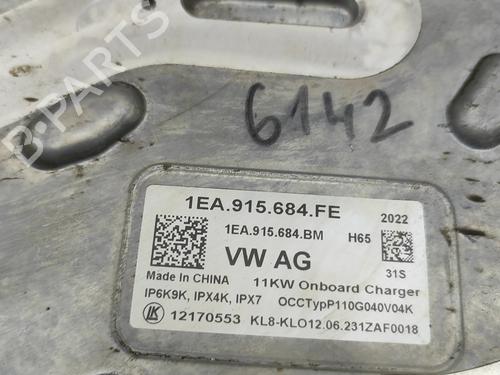 B-PARTS
6142
1EA.915.684.FE 2022
1EA.915.684.BM H65
VW AG 31S
Made In CHINA 11KW Onboard Charger
IP6K9K, IPX4K, IPX7 OCCTypP110G040V04K
LK 12170553 KL8-KLO12.06.231ZAF0018